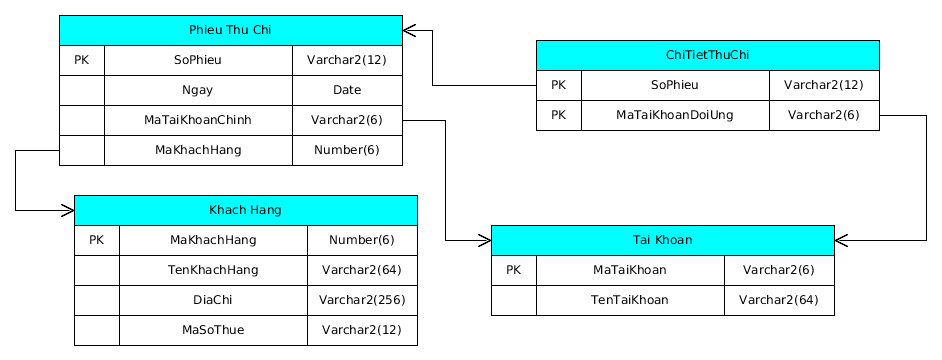 Phieu Thu Chi
PK SoPhieu Varchar2(12)
Ngay Date
MaTaiKhoanChinh Varchar2(6)
MaKhachHang Number(6)
ChiTietThuChi
PK SoPhieu Varchar2(12)
PK MaTaiKhoanDoiUng Varchar2(6)
Khach Hang
PK MaKhachHang Number(6)
TenKhachHang Varchar2(64)
DiaChi Varchar2(256)
MaSoThue Varchar2(12)
Tai Khoan
PK MaTaiKhoan Varchar2(6)
TenTaiKhoan Varchar2(64)